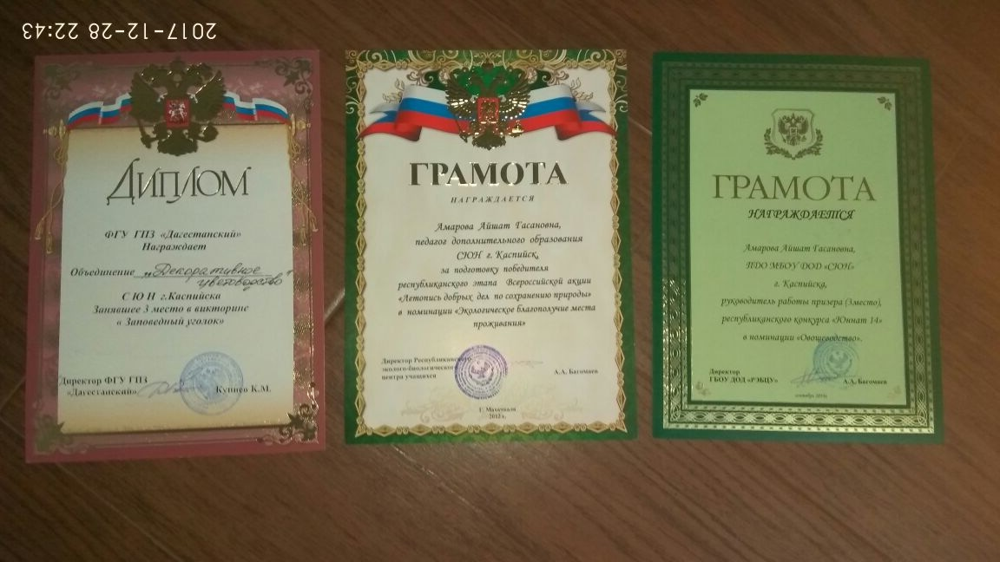 2017-12-28 22:43
ДИПЛОМ
ФГУ ГПЗ «Дагестанский»
Награждает
Объединение „Декоративное
цветоводство"
С Ю Н г.Каспийска
Занявшее 3 место в викторине
« Заповедный уголок»
Директор ФГУ ГПЗ
«Дагестанский»
Куниев К.М.
ГРАМОТА
НАГРАЖДАЕТСЯ
Амарова Айшат Гасановна,
педагог дополнительного образования
СЮН г. Каспийск,
за подготовку победителя
республиканского этапа Всероссийской акции
«Летопись добрых дел по сохранению природы»
в номинации «Экологическое благополучие места
проживания»
Директор Республиканского
эколого-биологического
центра учащихся
А.А. Багомаев
Г. Махачкала
2012 г.
ГРАМОТА
НАГРАЖДАЕТСЯ
Амарова Айшат Гасановна,
ПДО МБОУ ДОД «СЮН»
г. Каспийска,
руководитель работы призера (3место),
республиканского конкурса «Юннат 14»
в номинации «Овощеводство».
Директор
ГБОУ ДОД «РЭБЦУ»
А.А. Багомаев
сентябрь 2014г.